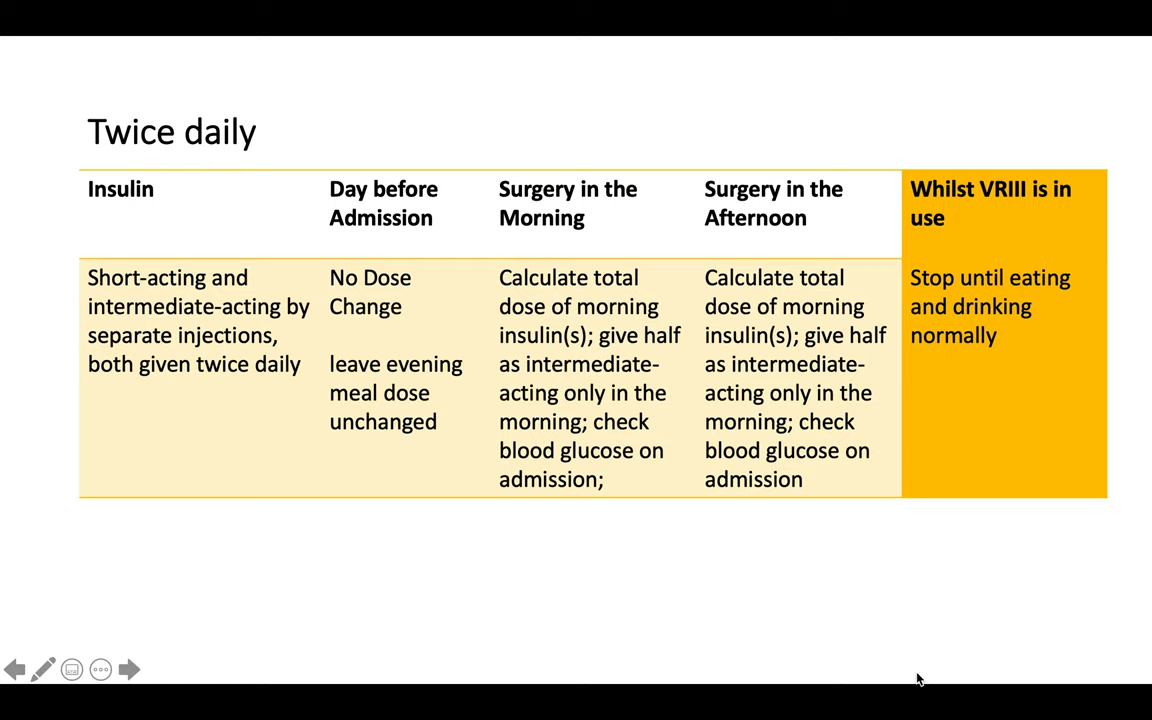 Twice daily
Insulin
Day before
Admission
Surgery in the
Morning
Surgery in the
Afternoon
Whilst VRIII is in
use
Short-acting and
intermediate-acting by
separate injections,
both given twice daily
No Dose
Change
leave evening
meal dose
unchanged
Calculate total
dose of morning
insulin(s); give half
as intermediate-
acting only in the
morning; check
blood glucose on
admission;
Calculate total
dose of morning
insulin(s); give half
as intermediate-
acting only in the
morning; check
blood glucose on
admission
Stop until eating
and drinking
normally